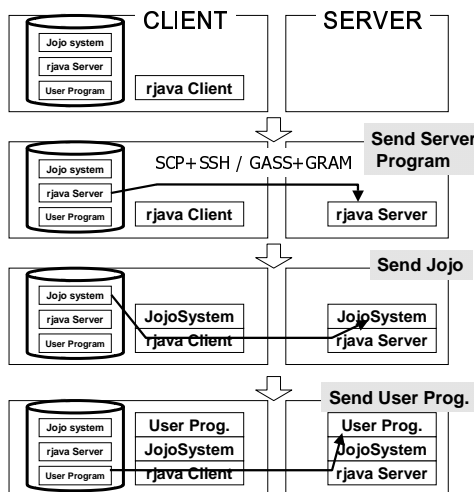 CLIENT
SERVER
Jojo system
rjava Server
User Program
rjava Client
Send Server
Program
SCP+SSH / GASS+GRAM
Jojo system
rjava Server
User Program
rjava Client
rjava Server
Send Jojo
Jojo system
rjava Server
User Program
JojoSystem
rjava Client
JojoSystem
rjava Server
Send User Prog.
Jojo system
rjava Server
User Program
User Prog.
JojoSystem
rjava Client
User Prog.
JojoSystem
rjava Server